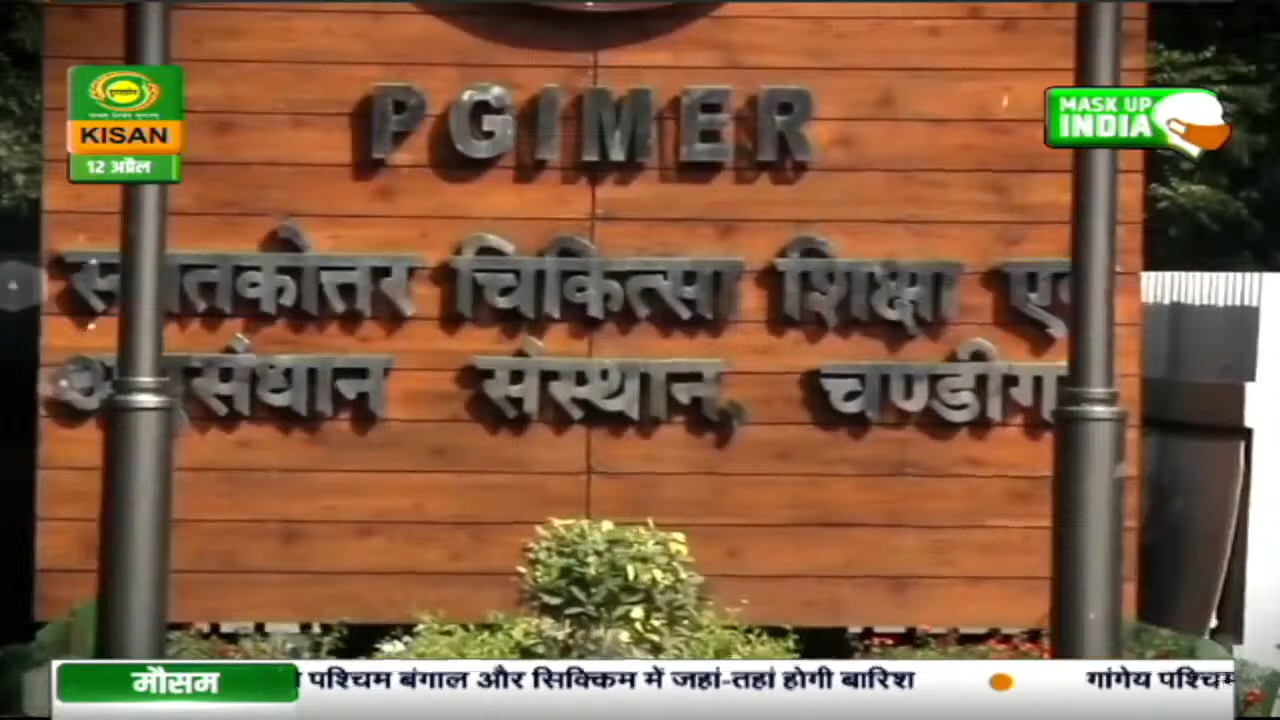 PGIMER
चिकित्सा शिक्षा
संस्थान,
KISAN
12 अप्रैल
MASK UP
INDIA
मौसम
पश्चिम बंगाल और सिक्किम में जहां-तहां होगी बारिश
गांगेय